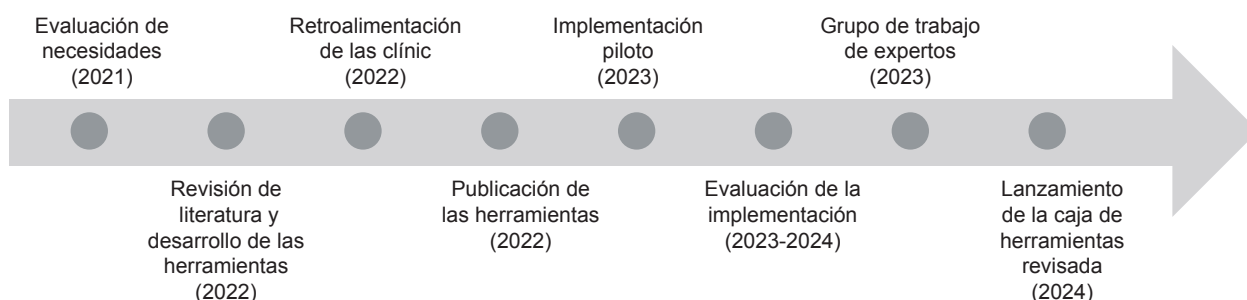 Evaluación de
necesidades
(2021)
Revisión de
literatura y
desarrollo de las
herramientas
(2022)
Retroalimentación
de las clínic
(2022)
Publicación de
las herramientas
(2022)
Implementación
piloto
(2023)
Evaluación de la
implementación
(2023-2024)
Grupo de trabajo
de expertos
(2023)
Lanzamiento
de la caja de
herramientas
revisada
(2024)